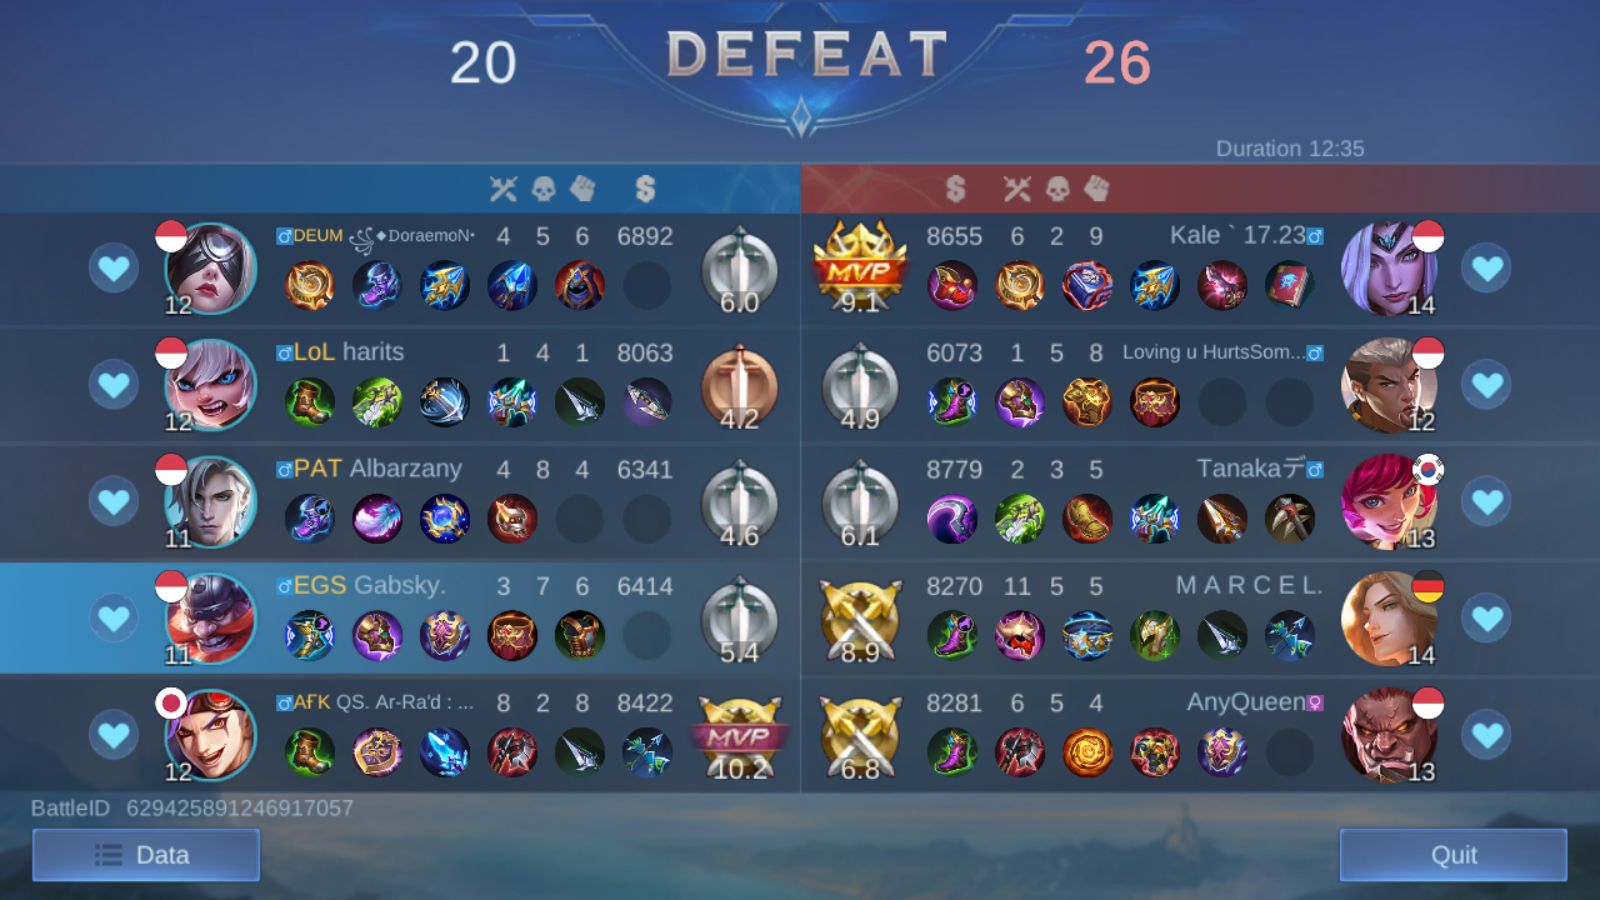 20 DEFEAT 26
Duration 12:35
DEUM ◆DoraemoN• 4 5 6 6892
12 6.0
MVP 9.1 8655 6 2 9 Kale ` 17.23
14
LoL harits 1 4 1 8063
12 4.2
4.9 6073 1 5 8 Loving u HurtsSom...
12
PAT Albarzany 4 8 4 6341
11 4.6
6.1 8779 2 3 5 Tanakaデ
13
EGS Gabsky. 3 7 6 6414
11 5.4
8.9 8270 11 5 5 M A R C E L.
14
AFK QS. Ar-Ra'd : ... 8 2 8 8422
12 MVP 10.2
6.8 8281 6 5 4 AnyQueen
13
BattleID 629425891246917057
Data
Quit